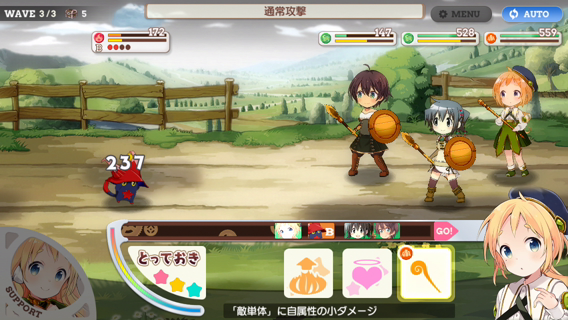 WAVE 3/3 5
通常攻撃
MENU
AUTO
172
B
147
528
559
237
B
GO!
とっておき
SUPPORT
「敵単体」に自属性の小ダメージ